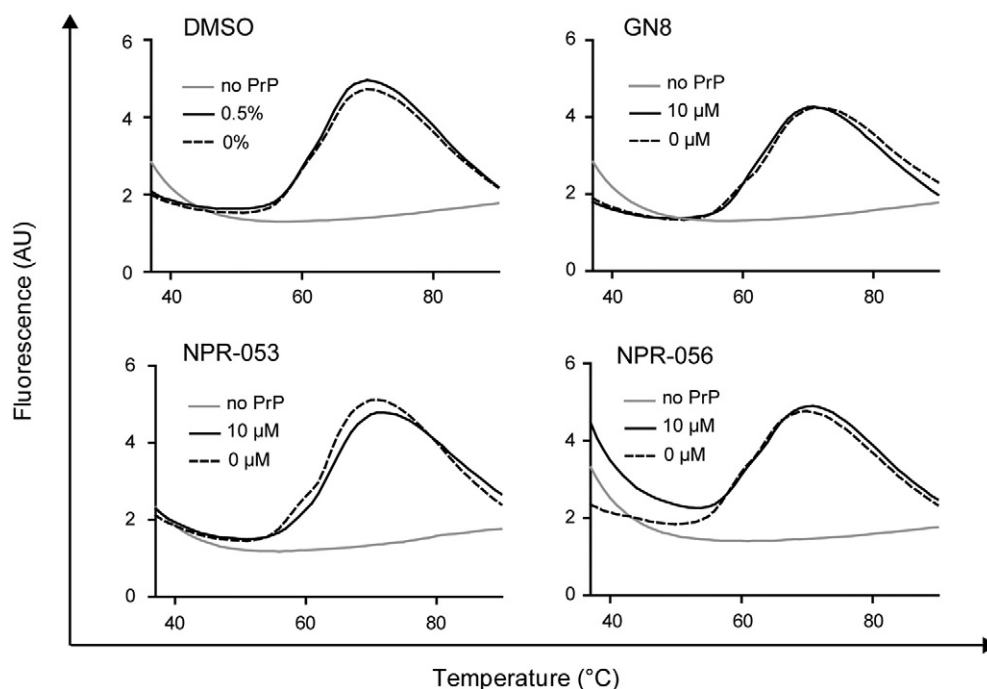 DMSO
6
4
2
0
no PrP
0.5%
0%
40
60
80
GN8
6
4
2
0
no PrP
10 µM
0 µM
40
60
80
NPR-053
6
4
2
0
no PrP
10 µM
0 µM
40
60
80
NPR-056
6
4
2
0
no PrP
10 µM
0 µM
40
60
80
Fluorescence (AU)
Temperature (°C)